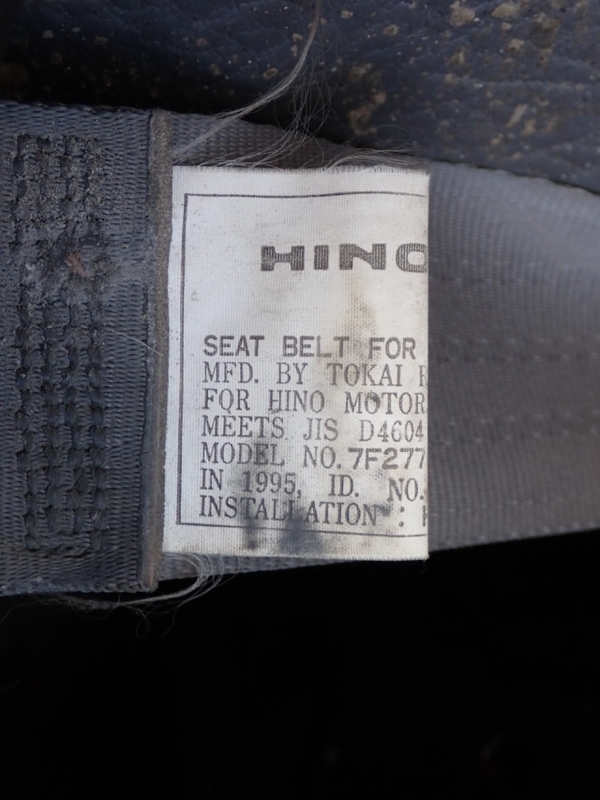 HINO
SEAT BELT FOR
MFD. BY TOKAI R
FOR HINO MOTOR
MEETS JIS D4604
MODEL NO. 7F277
IN 1995, ID. NO.
INSTALLATION :